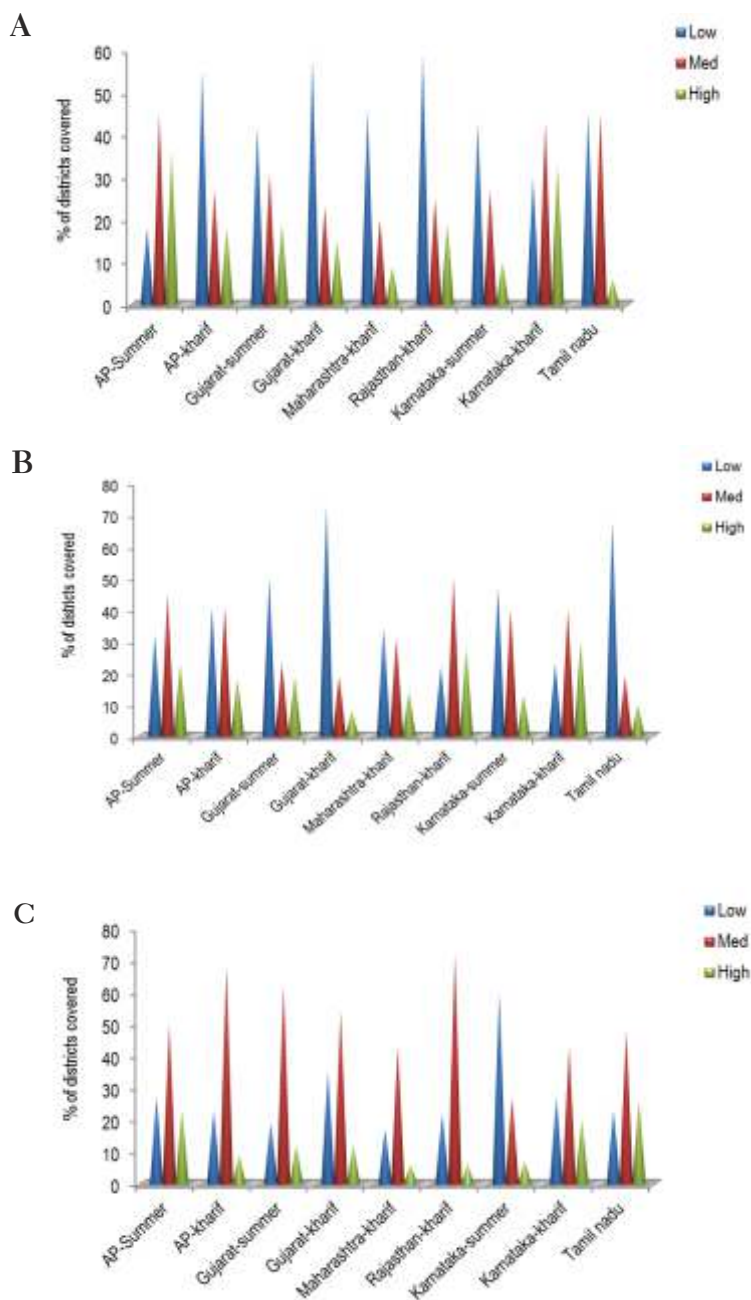 A
Low
Med
High
% of districts covered
60
50
40
30
20
10
0
AP-Summer
AP-kharif
Gujarat-summer
Gujarat-kharif
Maharashtra-kharif
Rajasthan-kharif
Karnataka-summer
Karnataka-kharif
Tamil nadu
B
Low
Med
High
% of districts covered
80
70
60
50
40
30
20
10
0
AP-Summer
AP-kharif
Gujarat-summer
Gujarat-kharif
Maharashtra-kharif
Rajasthan-kharif
Karnataka-summer
Karnataka-kharif
Tamil nadu
C
Low
Med
High
% of districts covered
80
70
60
50
40
30
20
10
0
AP-Summer
AP-kharif
Gujarat-summer
Gujarat-kharif
Maharashtra-kharif
Rajasthan-kharif
Karnataka-summer
Karnataka-kharif
Tamil nadu